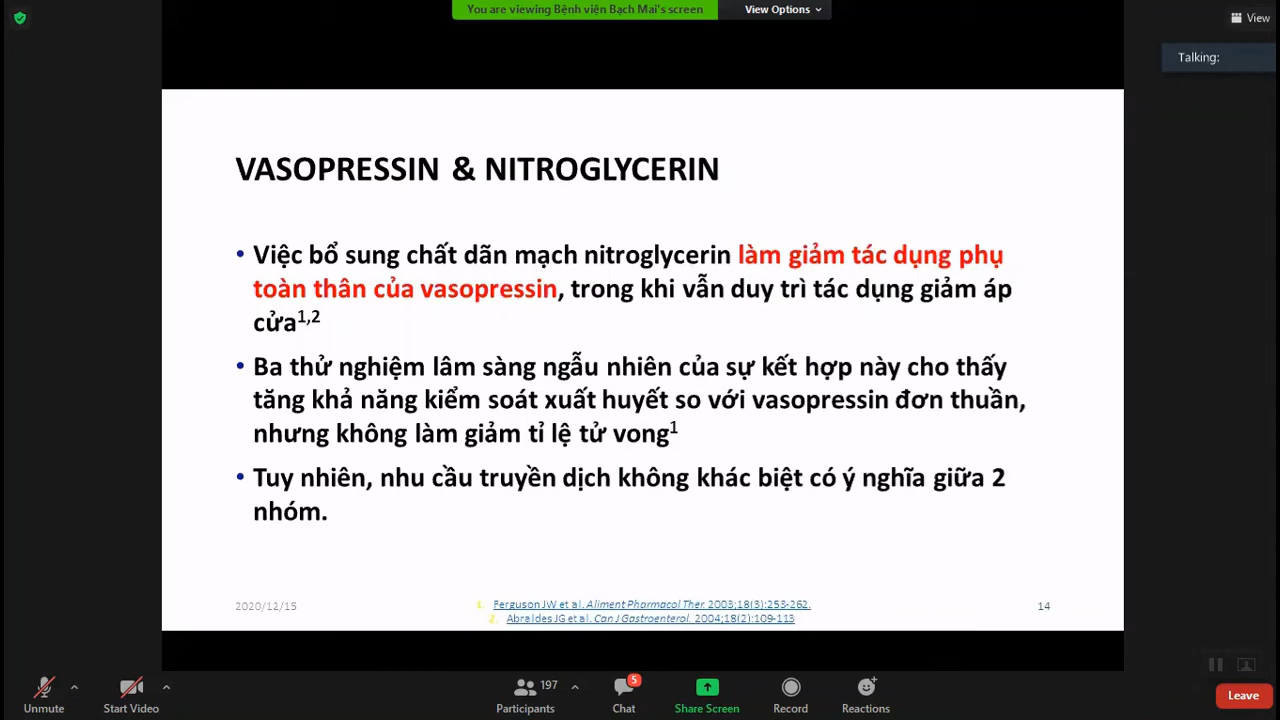 You are viewing Bệnh viện Bạch Mai's screen
View Options
View
Talking:
VASOPRESSIN & NITROGLYCERIN
• Việc bổ sung chất dãn mạch nitroglycerin làm giảm tác dụng phụ
toàn thân của vasopressin, trong khi vẫn duy trì tác dụng giảm áp
cửa1,2
• Ba thử nghiệm lâm sàng ngẫu nhiên của sự kết hợp này cho thấy
tăng khả năng kiểm soát xuất huyết so với vasopressin đơn thuần,
nhưng không làm giảm tỉ lệ tử vong1
• Tuy nhiên, nhu cầu truyền dịch không khác biệt có ý nghĩa giữa 2
nhóm.
2020/12/15
1. Ferguson JW et al. Aliment Pharmacol Ther. 2003;18(3):253-262.
2. Abraldes JG et al. Can J Gastroenterol. 2004;18(2):109-113
14
Unmute
Start Video
197
Participants
5
Chat
Share Screen
Record
Reactions
Leave